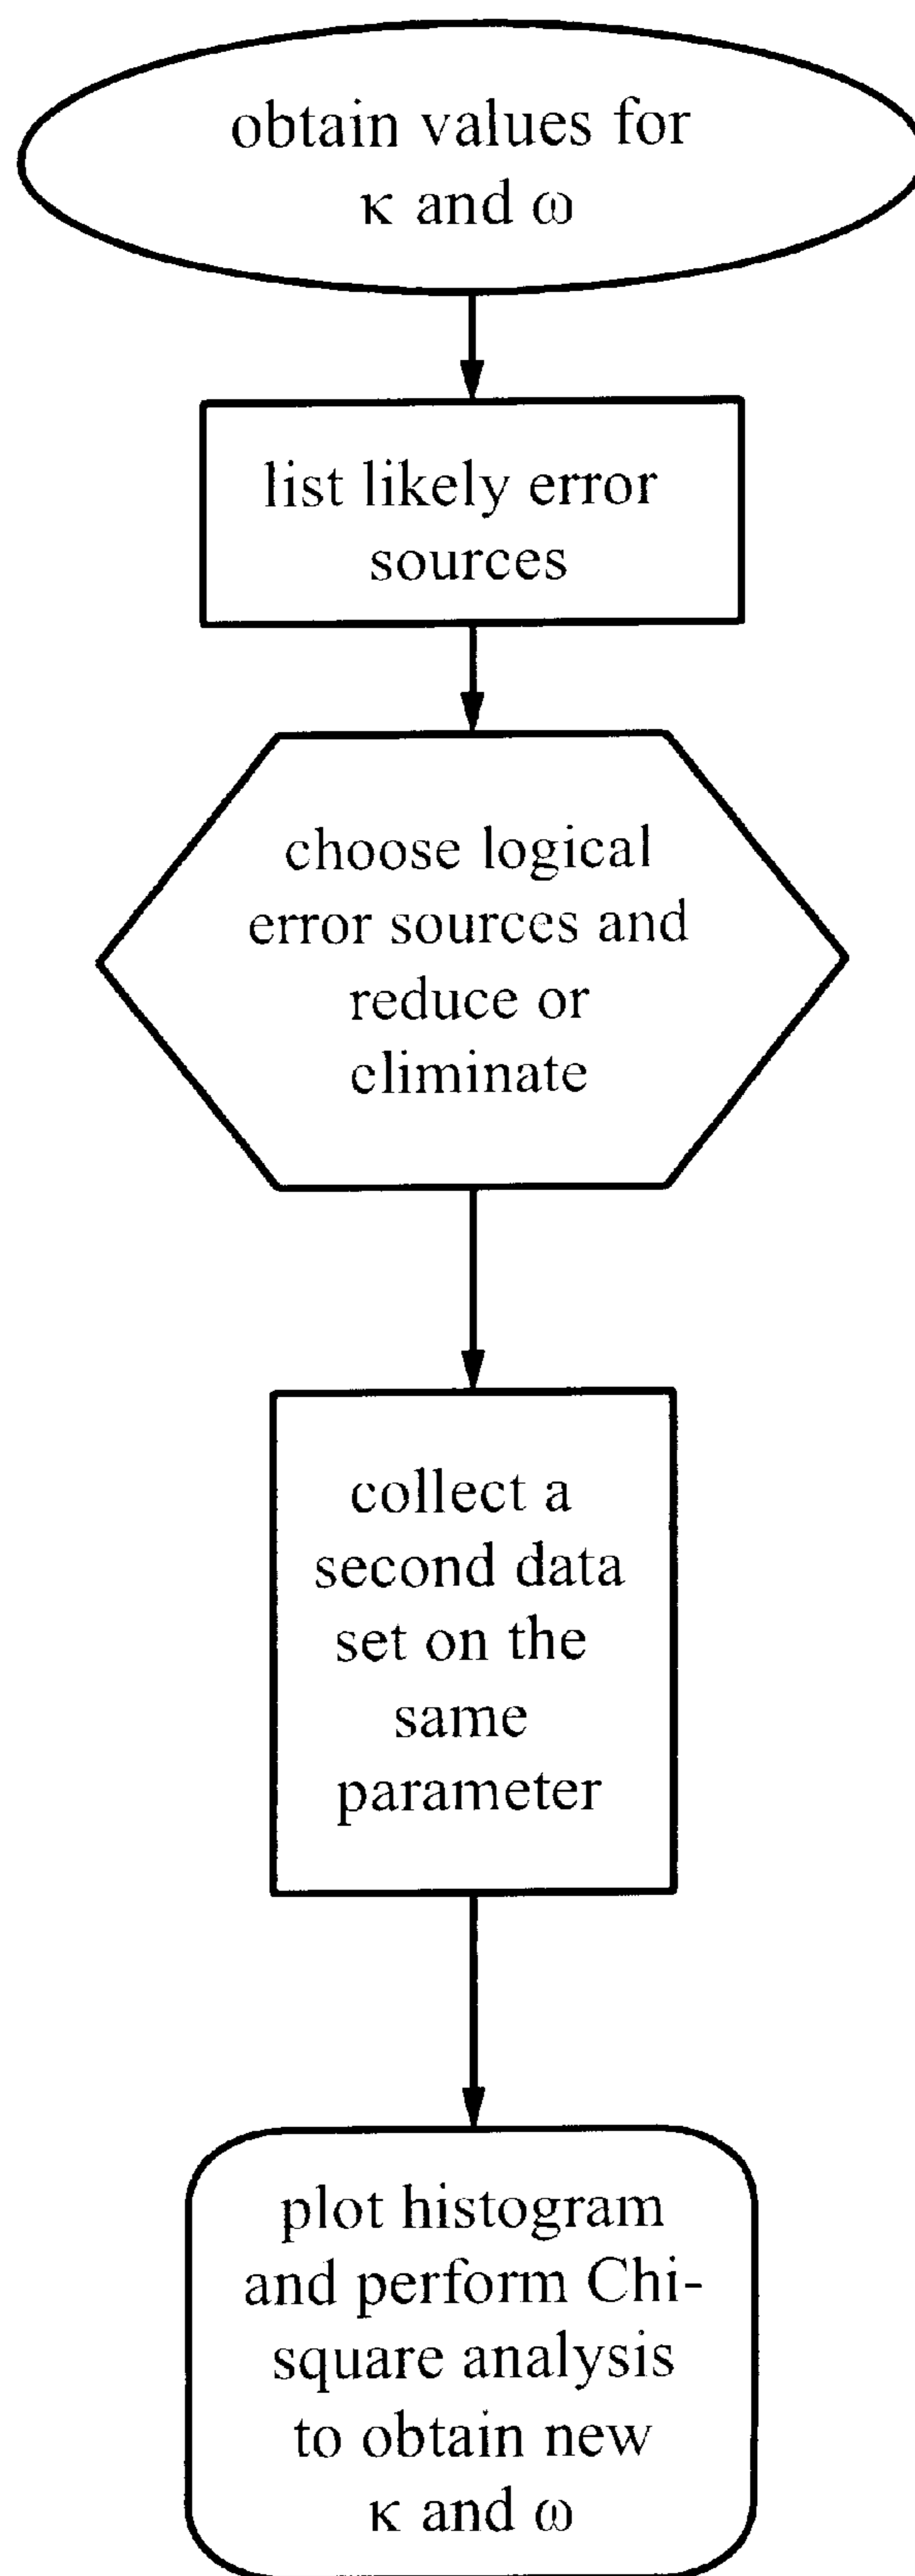 obtain values for
κ and ω
list likely error
sources
choose logical
error sources and
reduce or
eliminate
collect a
second data
set on the
same
parameter
plot histogram
and perform Chi-
square analysis
to obtain new
κ and ω